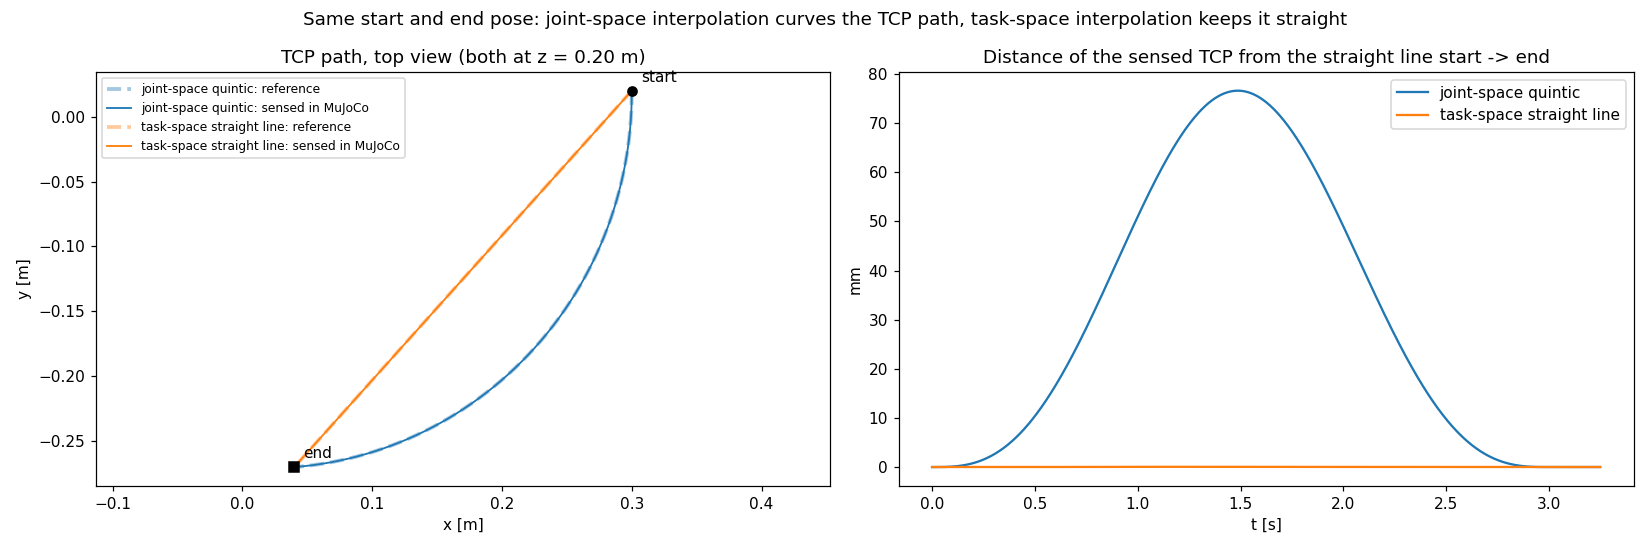 Same start and end pose: joint-space interpolation curves the TCP path, task-space interpolation keeps it straight
TCP path, top view (both at z = 0.20 m)
joint-space quintic: reference
joint-space quintic: sensed in MuJoCo
task-space straight line: reference
task-space straight line: sensed in MuJoCo
start
end
0.00
−0.05
−0.10
−0.15
−0.20
−0.25
y [m]
−0.1 0.0 0.1 0.2 0.3 0.4
x [m]
Distance of the sensed TCP from the straight line start -> end
joint-space quintic
task-space straight line
80
70
60
50
40
30
20
10
0
mm
0.0 0.5 1.0 1.5 2.0 2.5 3.0
t [s]